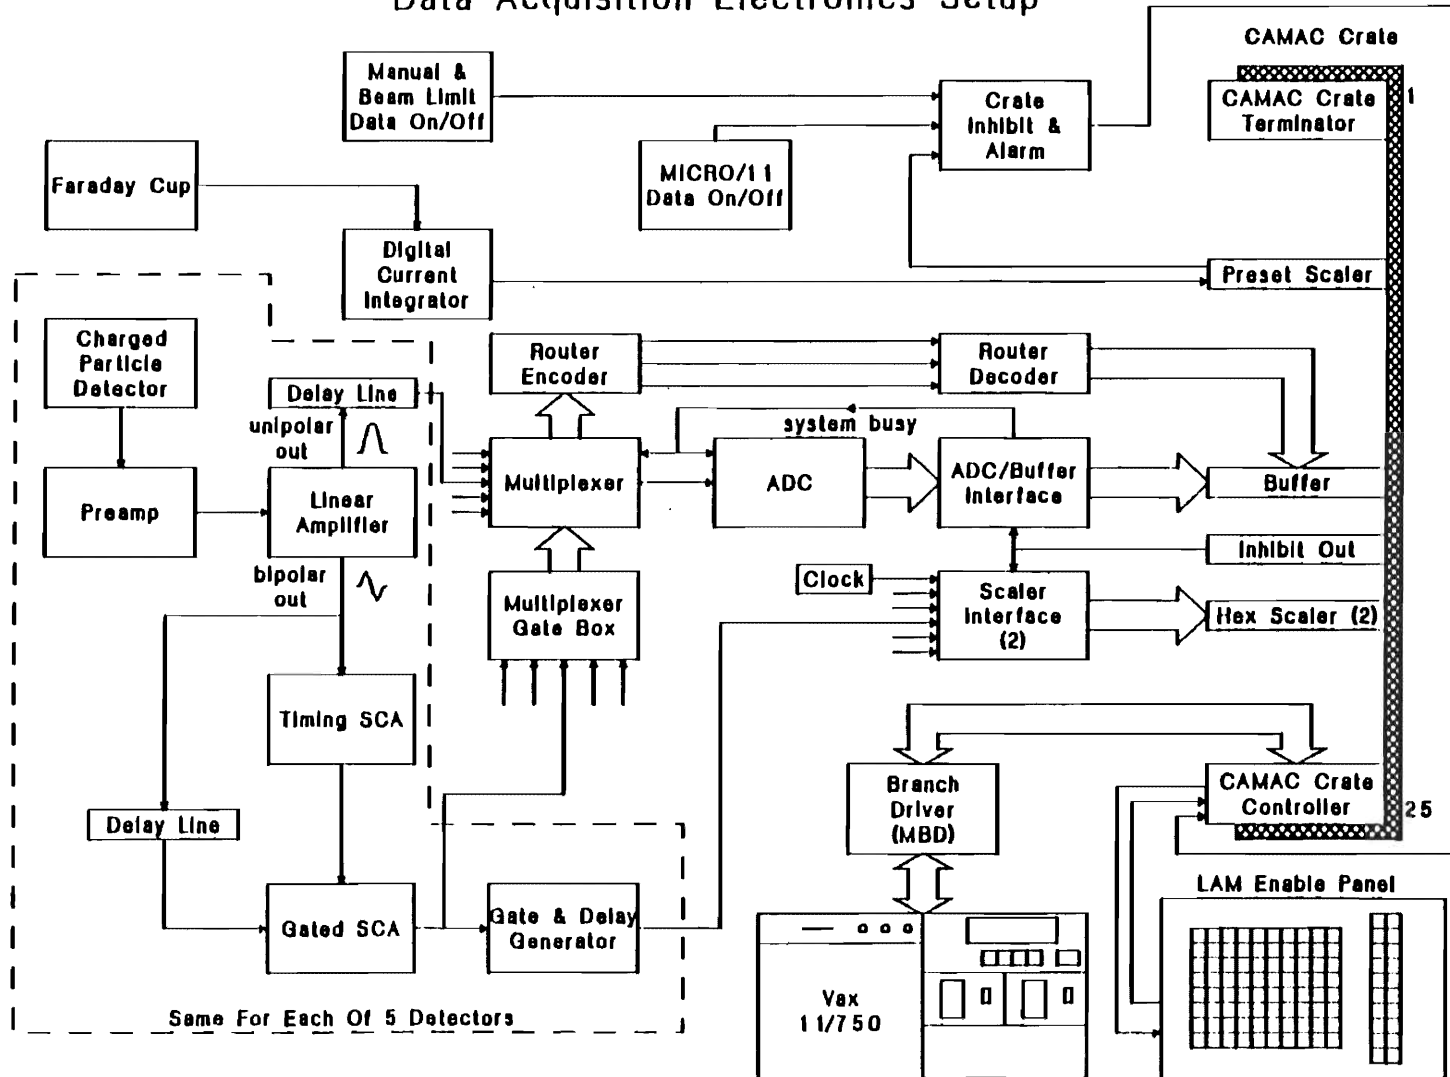 Data Acquisition Electronics Setup
CAMAC Crate
Manual &
Beam Limit
Data On/Off
Crate
Inhibit &
Alarm
CAMAC Crate
Terminator
1
Faraday Cup
MICRO/11
Data On/Off
Digital
Current
Integrator
Preset Scaler
Charged
Particle
Detector
Delay Line
unipolar
out
Router
Encoder
Router
Decoder
system busy
Preamp
Linear
Amplifier
Multiplexer
ADC
ADC/Buffer
Interface
Buffer
Inhibit Out
bipolar
out
Multiplexer
Gate Box
Clock
Scaler
Interface
(2)
Hex Scaler (2)
Timing SCA
Delay Line
Branch
Driver
(MBD)
CAMAC Crate
Controller
25
LAM Enable Panel
Gated SCA
Gate & Delay
Generator
Vax
11/750
Same For Each Of 5 Detectors